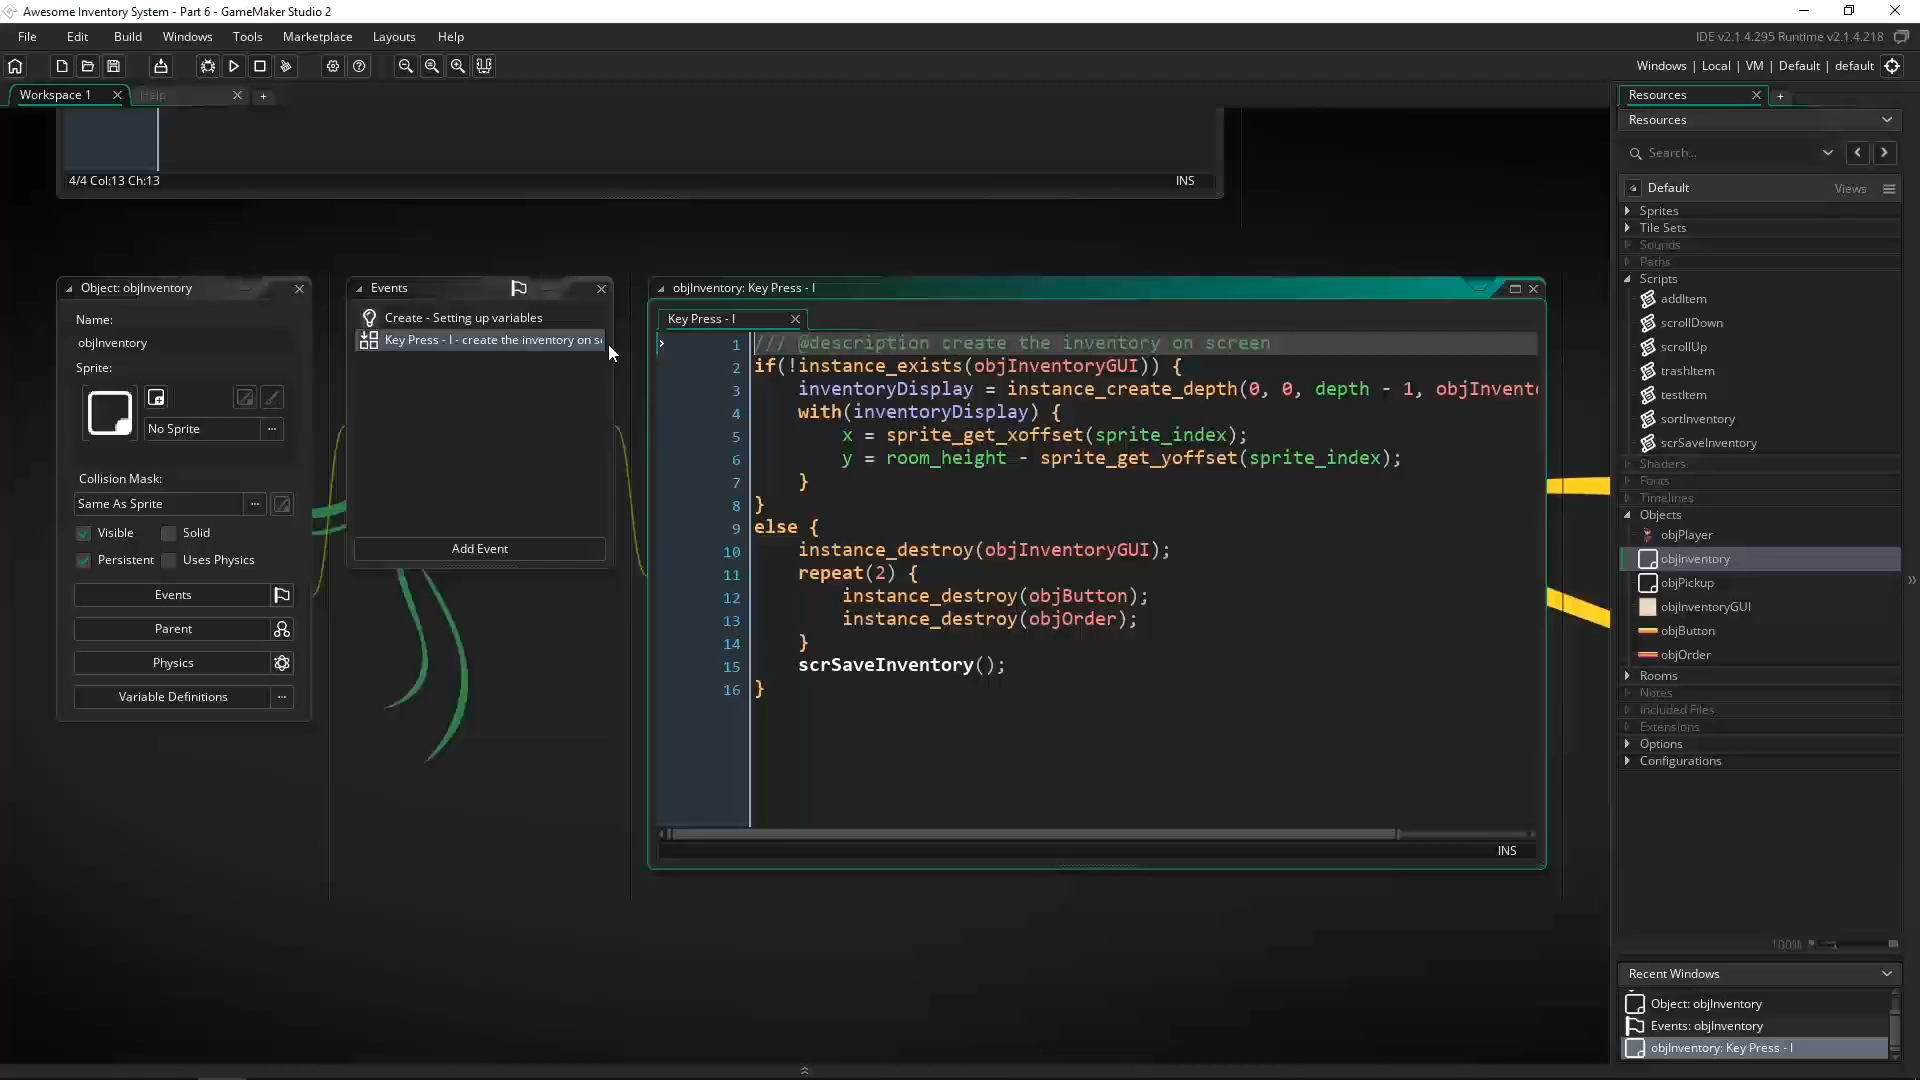 Awesome Inventory System - Part 6 - GameMaker Studio 2
File Edit Build Windows Tools Marketplace Layouts Help
IDE v2.1.4.295 Runtime v2.1.4.218
Windows | Local | VM | Default | default
Workspace 1
Help
4/4 Col:13 Ch:13
INS
Object: objInventory
Name:
objInventory
Sprite:
No Sprite
Collision Mask:
Same As Sprite
Visible
Solid
Persistent
Uses Physics
Events
Parent
Physics
Variable Definitions
Events
Create - Setting up variables
Key Press - I - create the inventory on s
Add Event
objInventory: Key Press - I
Key Press - I
1 /// @description create the inventory on screen
2 if(!instance_exists(objInventoryGUI)) {
3 inventoryDisplay = instance_create_depth(0, 0, depth - 1, objInvent
4 with(inventoryDisplay) {
5 x = sprite_get_xoffset(sprite_index);
6 y = room_height - sprite_get_yoffset(sprite_index);
7 }
8 }
9 else {
10 instance_destroy(objInventoryGUI);
11 repeat(2) {
12 instance_destroy(objButton);
13 instance_destroy(objOrder);
14 }
15 scrSaveInventory();
16 }
INS
Resources
Resources
Search...
Default
Views
Sprites
Tile Sets
Sounds
Paths
Scripts
addItem
scrollDown
scrollUp
trashItem
testItem
sortInventory
scrSaveInventory
Shaders
Fonts
Timelines
Objects
objPlayer
objInventory
objPickup
objInventoryGUI
objButton
objOrder
Rooms
Notes
Included Files
Extensions
Options
Configurations
100%
Recent Windows
Object: objInventory
Events: objInventory
objInventory: Key Press - I